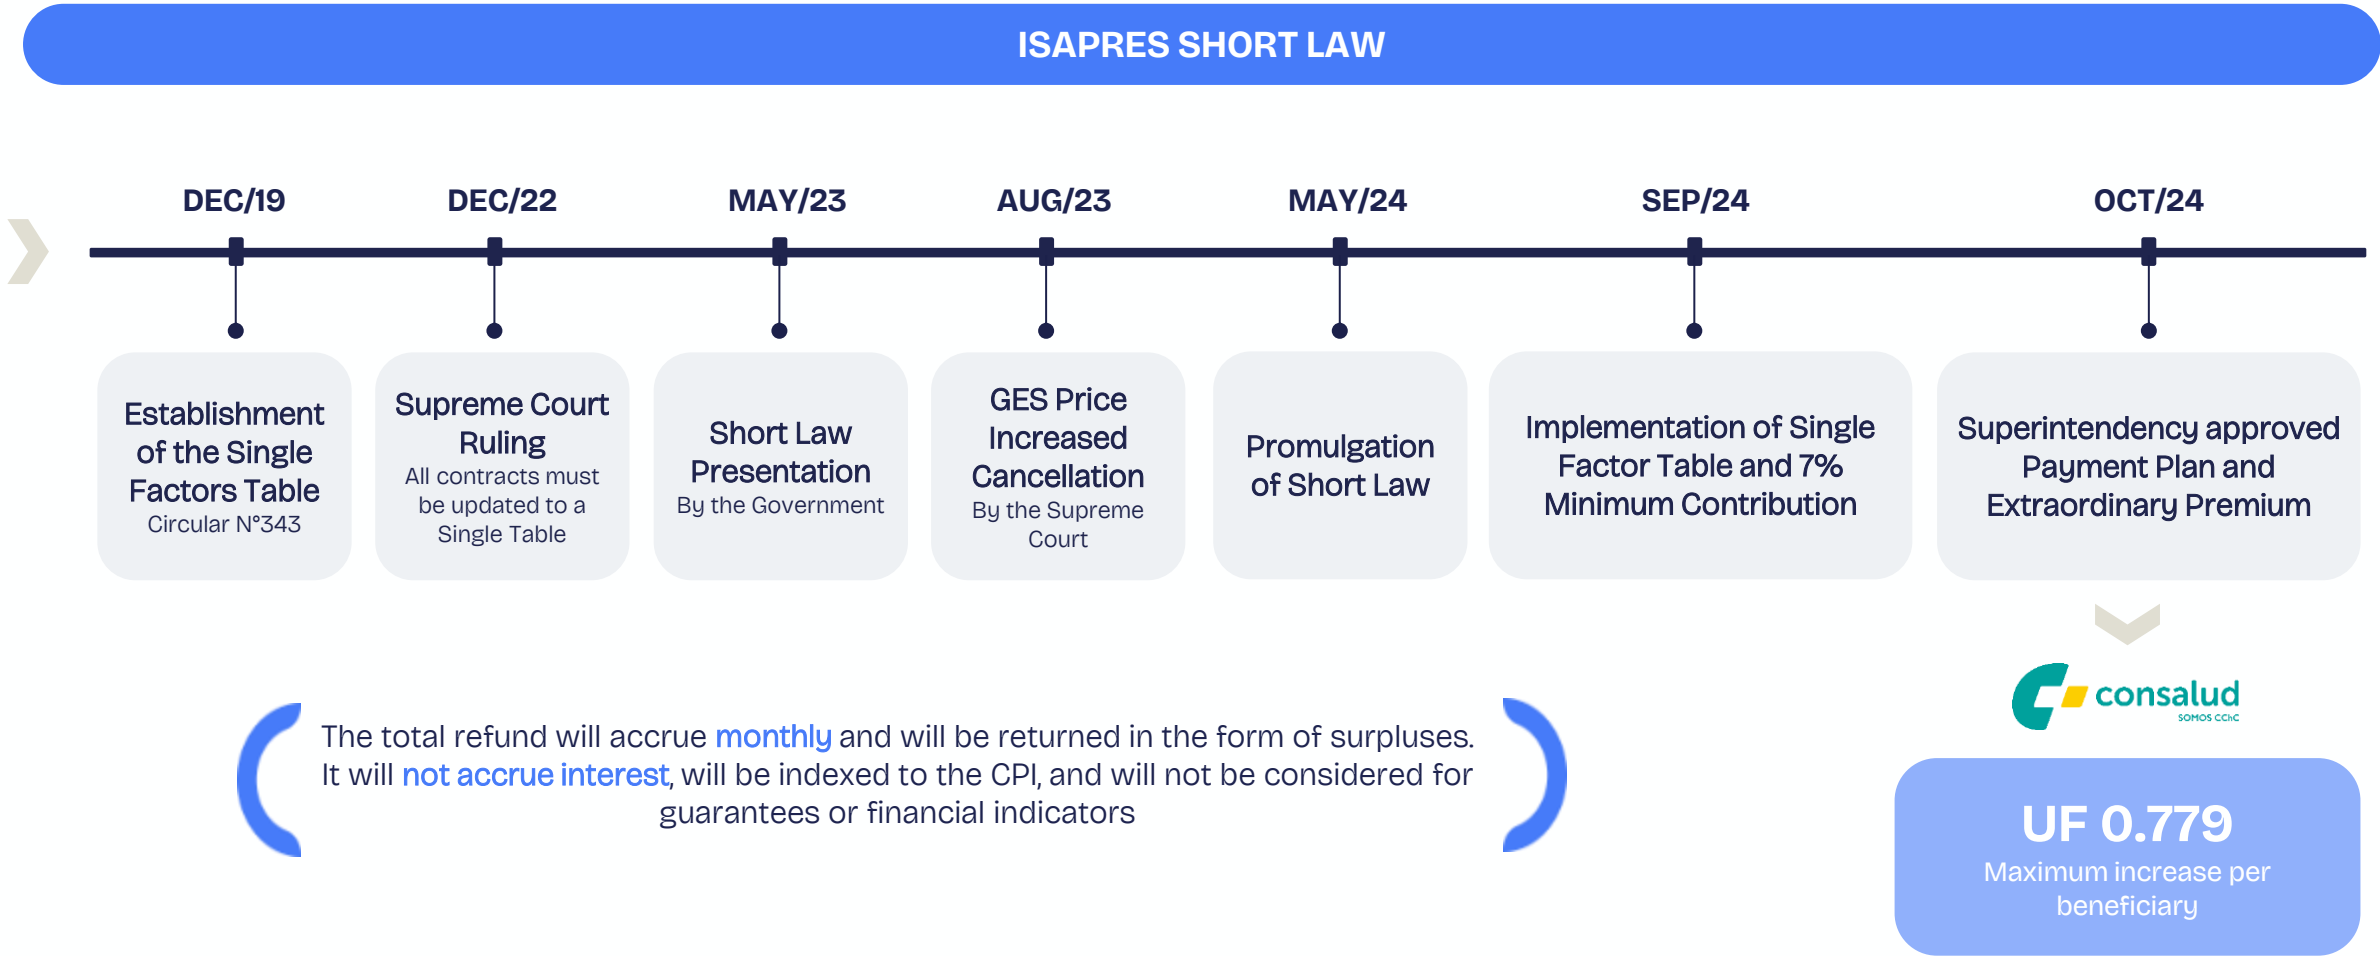 ISAPRES SHORT LAW
DEC/19
DEC/22
MAY/23
AUG/23
MAY/24
SEP/24
OCT/24
Establishment
of the Single
Factors Table
Circular N°343
Supreme Court
Ruling
All contracts must
be updated to a
Single Table
Short Law
Presentation
By the Government
GES Price
Increased
Cancellation
By the Supreme
Court
Promulgation
of Short Law
Implementation of Single
Factor Table and 7%
Minimum Contribution
Superintendency approved
Payment Plan and
Extraordinary Premium
The total refund will accrue monthly and will be returned in the form of surpluses.
It will not accrue interest, will be indexed to the CPI, and will not be considered for
guarantees or financial indicators
consalud
SOMOS CChC
UF 0.779
Maximum increase per
beneficiary